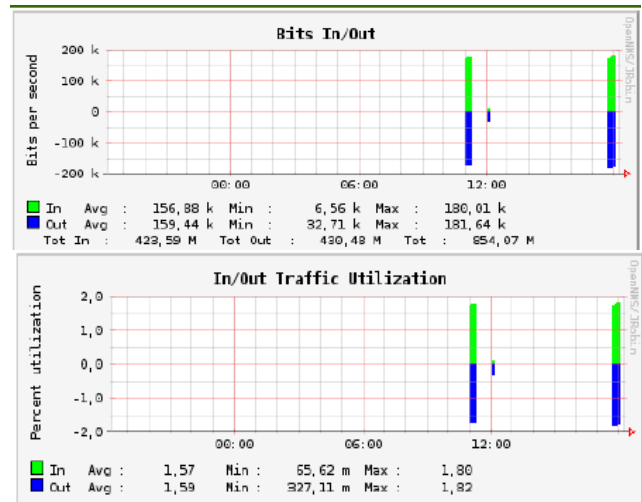 Bits In/Out
200 k
100 k
0
-100 k
-200 k
Bits per second
00:00 06:00 12:00
In Avg : 156,88 k Min : 6,56 k Max : 180,01 k
Out Avg : 159,44 k Min : 32,71 k Max : 181,64 k
Tot In : 423,59 M Tot Out : 430,48 M Tot : 854,07 M
OpenNMS/JRobin
In/Out Traffic Utilization
2,0
1,0
0,0
-1,0
-2,0
Percent utilization
00:00 06:00 12:00
In Avg : 1,57 Min : 65,62 m Max : 1,80
Out Avg : 1,59 Min : 327,11 m Max : 1,82
OpenNMS/JRobin